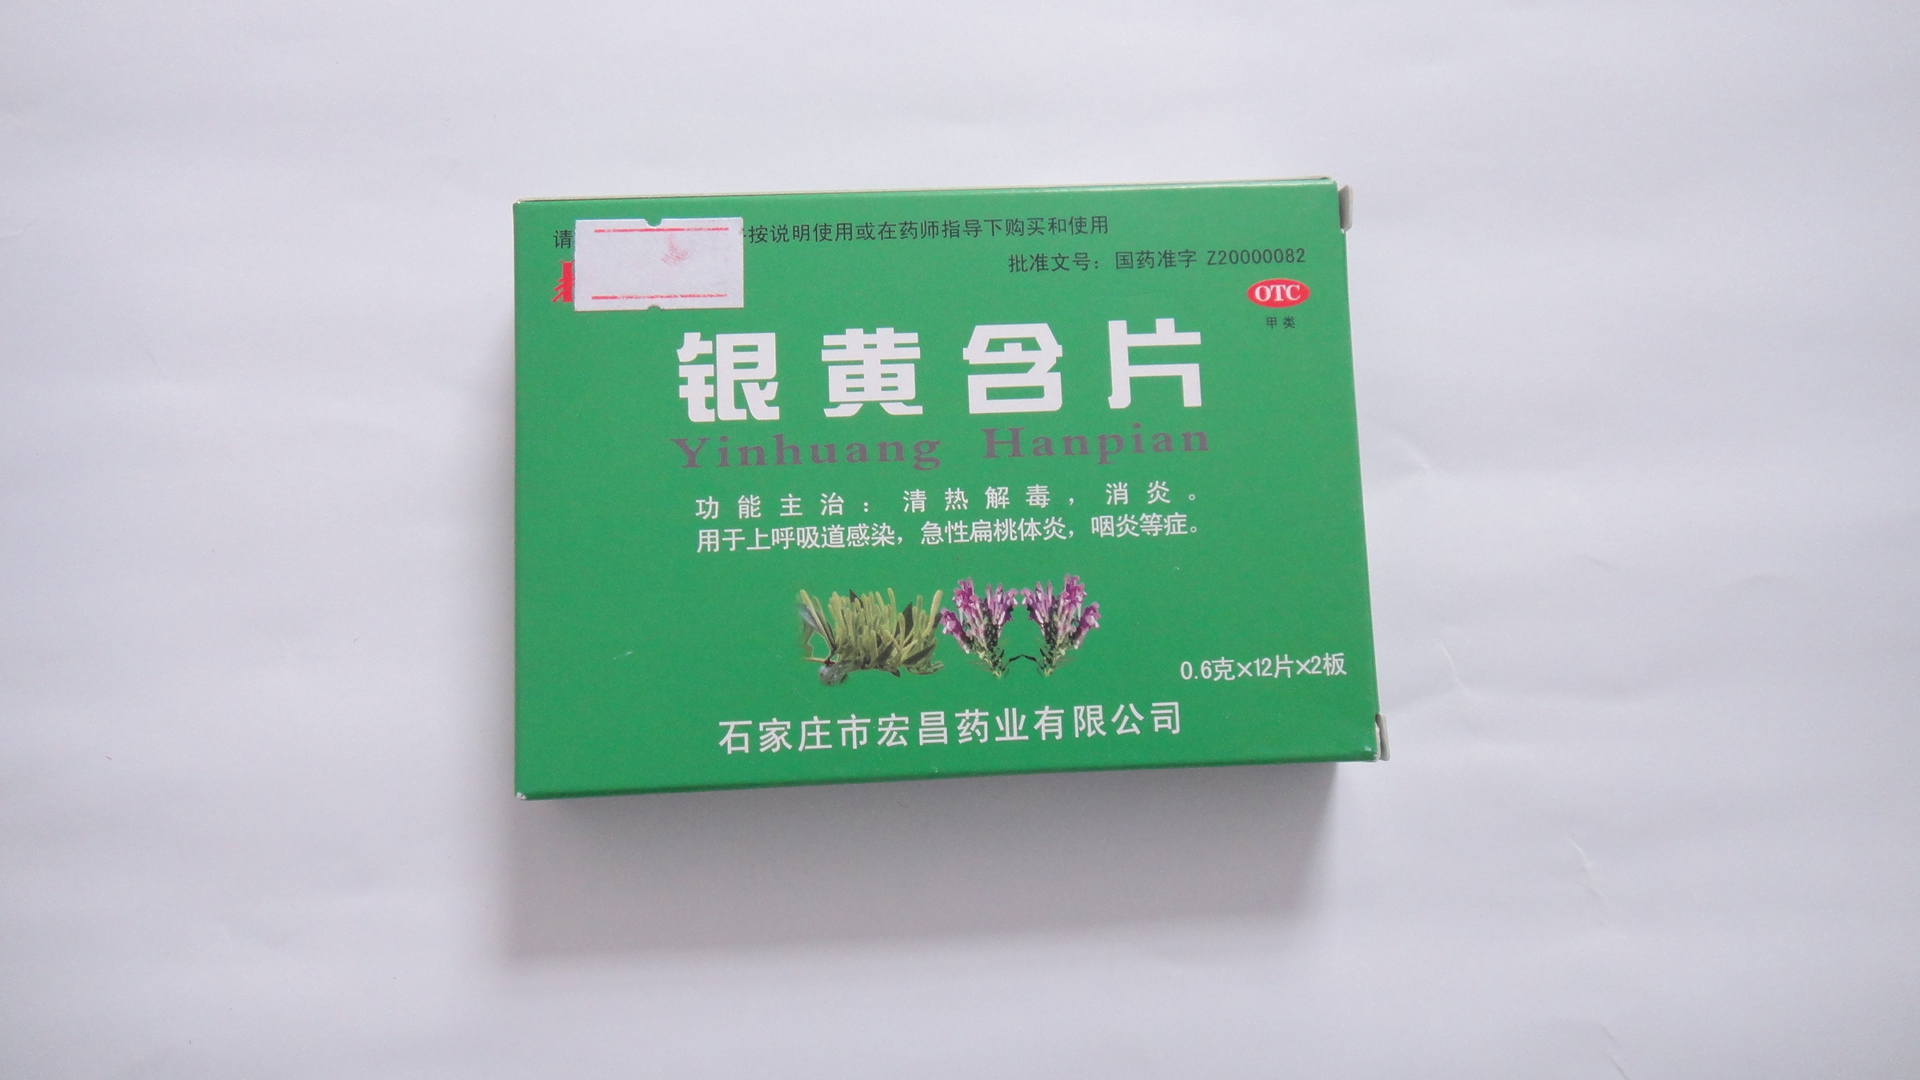 请 按说明使用或在药师指导下购买和使用
批准文号：国药准字 Z20000082
OTC
甲类
银黄含片
Yinhuang Hanpian
功能主治：清热解毒，消炎。
用于上呼吸道感染，急性扁桃体炎，咽炎等症。
0.6克×12片×2板
石家庄市宏昌药业有限公司